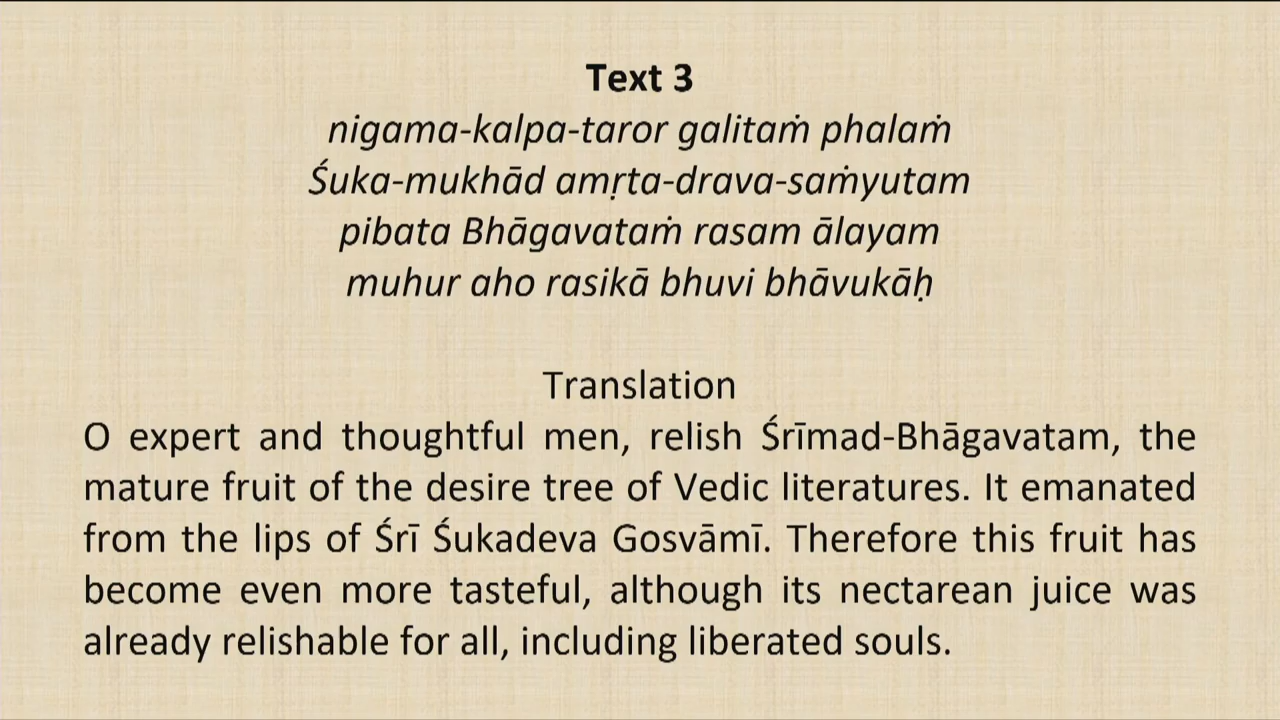 Text 3
nigama-kalpa-taror galitaṁ phalaṁ
Śuka-mukhād amṛta-drava-saṁyutam
pibata Bhāgavataṁ rasam ālayam
muhur aho rasikā bhuvi bhāvukāḥ
Translation
O expert and thoughtful men, relish Śrīmad-Bhāgavatam, the
mature fruit of the desire tree of Vedic literatures. It emanated
from the lips of Śrī Śukadeva Gosvāmī. Therefore this fruit has
become even more tasteful, although its nectarean juice was
already relishable for all, including liberated souls.